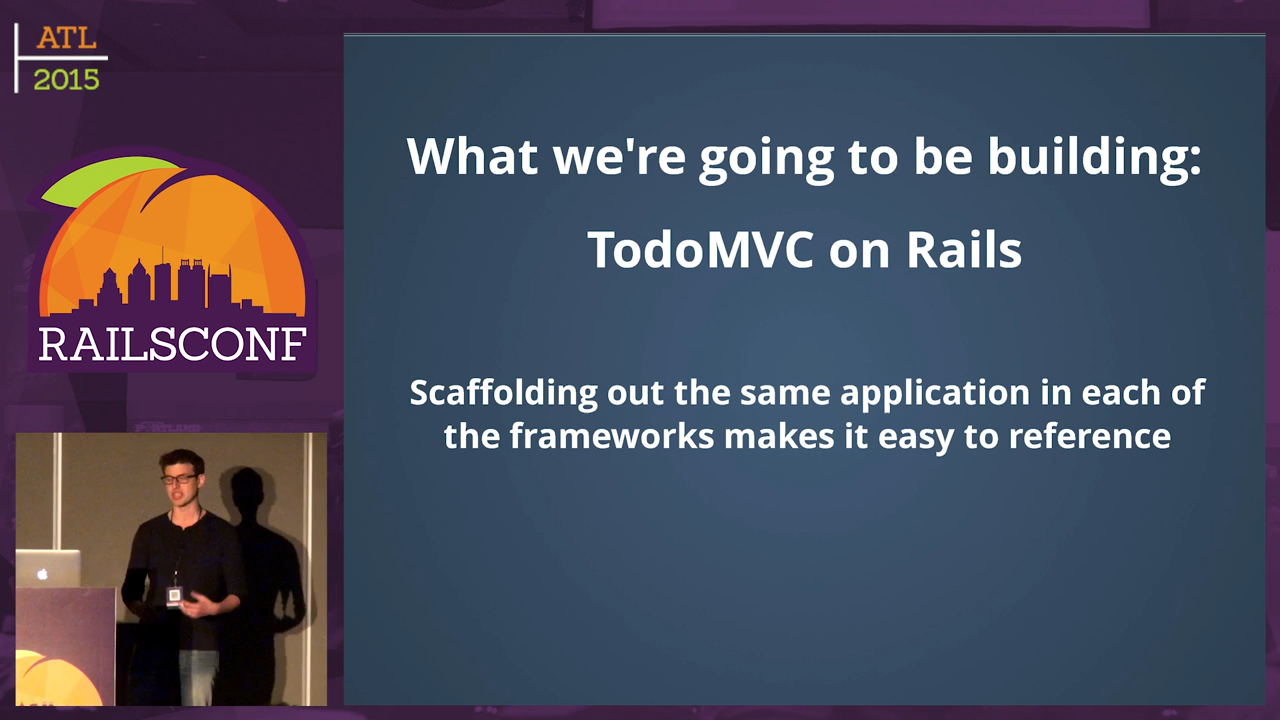 ATL
2015
RAILSCONF
What we're going to be building:
TodoMVC on Rails
Scaffolding out the same application in each of
the frameworks makes it easy to reference